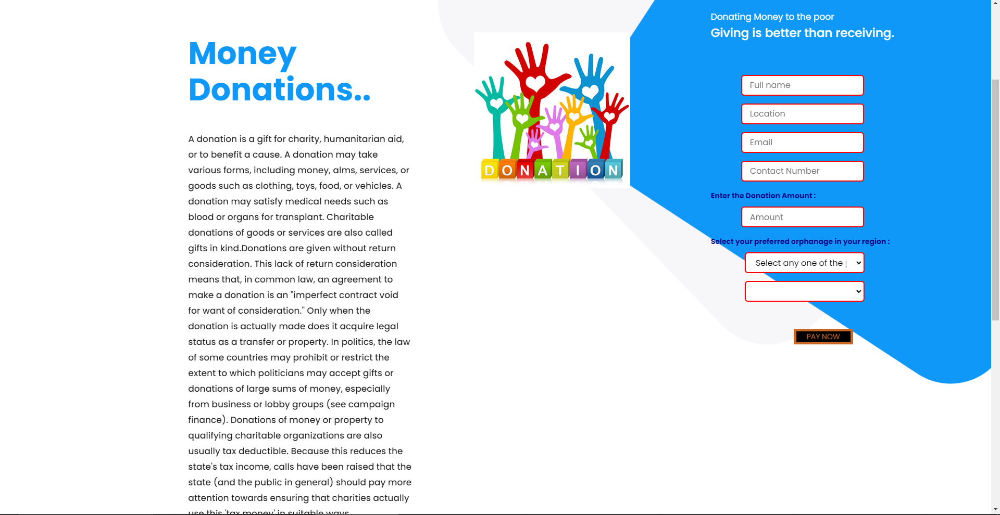 Money
Donations..
A donation is a gift for charity, humanitarian aid,
or to benefit a cause. A donation may take
various forms, including money, alms, services, or
goods such as clothing, toys, food, or vehicles. A
donation may satisfy medical needs such as
blood or organs for transplant. Charitable
donations of goods or services are also called
gifts in kind.Donations are given without return
consideration. This lack of return consideration
means that, in common law, an agreement to
make a donation is an "imperfect contract void
for want of consideration." Only when the
donation is actually made does it acquire legal
status as a transfer or property. In politics, the law
of some countries may prohibit or restrict the
extent to which politicians may accept gifts or
donations of large sums of money, especially
from business or lobby groups (see campaign
finance). Donations of money or property to
qualifying charitable organizations are also
usually tax deductible. Because this reduces the
state's tax income, calls have been raised that the
state (and the public in general) should pay more
attention towards ensuring that charities actually
use this 'tax money' in suitable ways.
DONATION
Donating Money to the poor
Giving is better than receiving.
Full name
Location
Email
Contact Number
Enter the Donation Amount :
Amount
Select your preferred orphanage in your region :
Select any one of the
PAY NOW